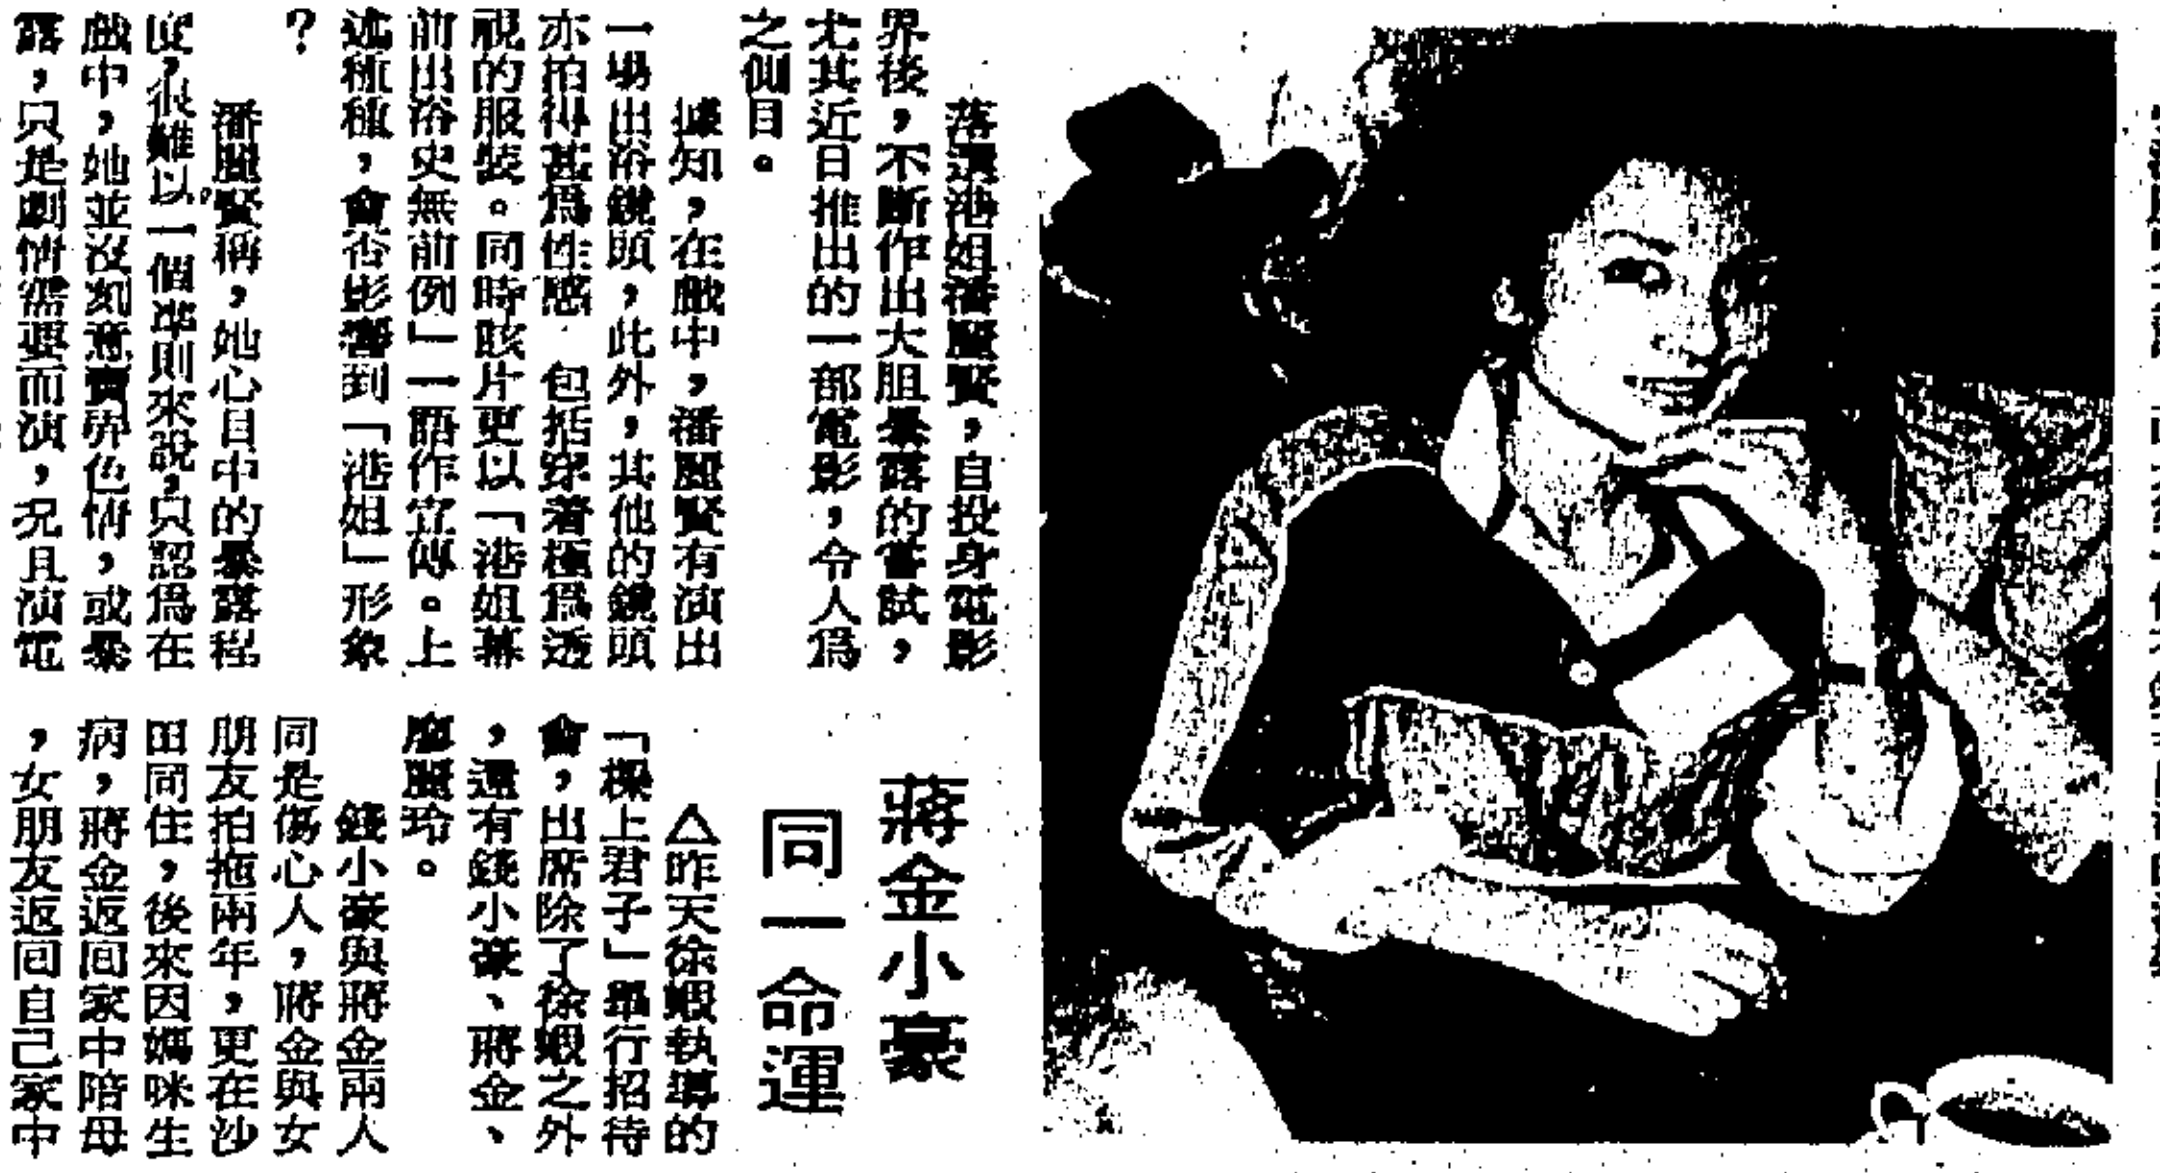 落選港姐潘麗賢，自投身電影
界後，不斷作出大胆暴露的嘗試，
尤其近日推出的一部電影，令人爲
之側目。
據知，在戲中，潘麗賢有演出
一場出浴鏡頭，此外，其他的鏡頭
亦拍得甚爲性感 包括穿着極爲透
視的服裝。同時該片更以「港姐幕
前出浴史無前例」一語作宣傳。上
述種種，會否影響到「港姐」形象
？
潘麗賢稱，她心目中的暴露程
度，很難以一個準則來說，只認爲在
戲中，她並沒刻意賣弄色情，或暴
露，只是劇情需要而演，況且演電
蔣金小豪
同一命運
△昨天徐蝦執導的
「樑上君子」舉行招待
會，出席除了徐蝦之外
，還有錢小豪、蔣金、
廖麗玲。
錢小豪與蔣金兩人
同是傷心人，蔣金與女
朋友拍拖兩年，更在沙
田同住，後來因媽咪生
病，蔣金返回家中陪母
，女朋友返回自己家中